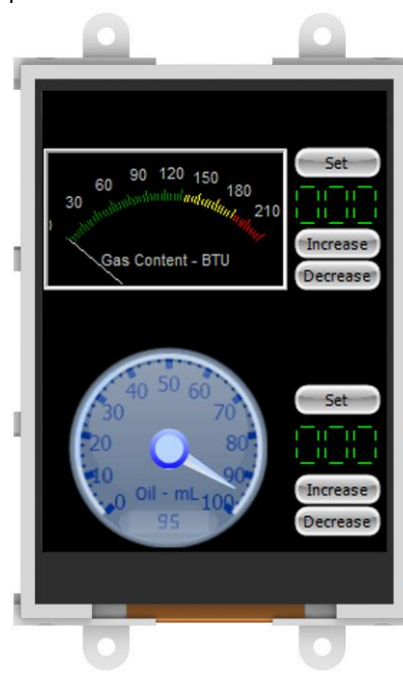 Set
30 60 90 120 150 180 210
Gas Content - BTU
Increase
Decrease
Set
0 10 20 30 40 50 60 70 80 90 100
Oil - mL
95
Increase
Decrease